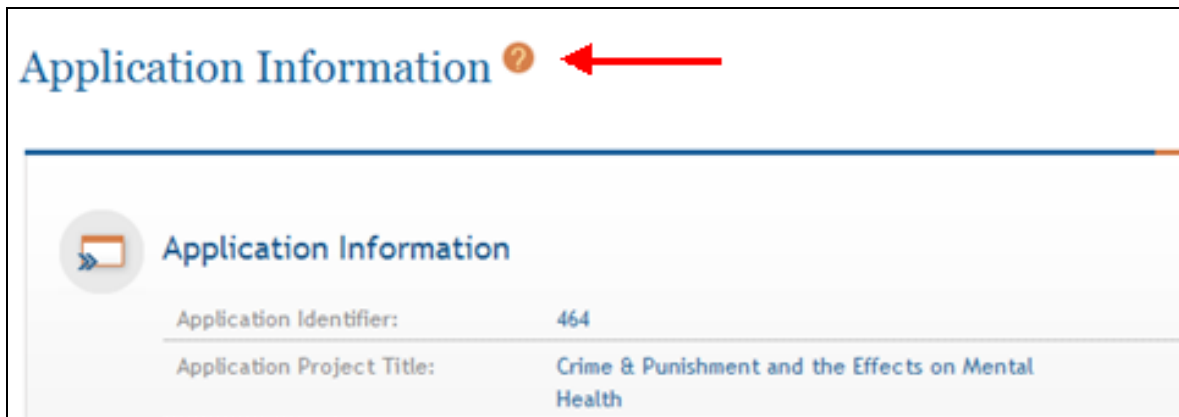 Application Information ?
Application Information
Application Identifier: 464
Application Project Title: Crime & Punishment and the Effects on Mental
Health